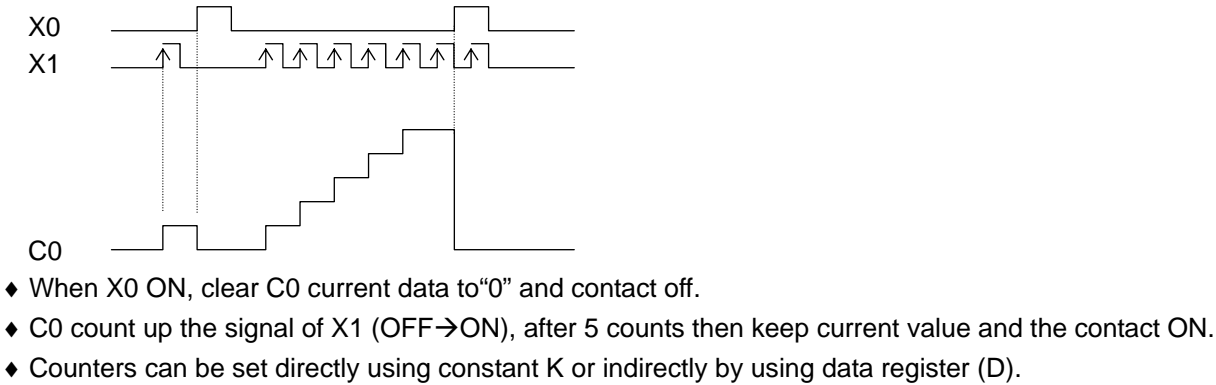 X0
X1
C0
♦ When X0 ON, clear C0 current data to“0” and contact off.
♦ C0 count up the signal of X1 (OFF→ON), after 5 counts then keep current value and the contact ON.
♦ Counters can be set directly using constant K or indirectly by using data register (D).